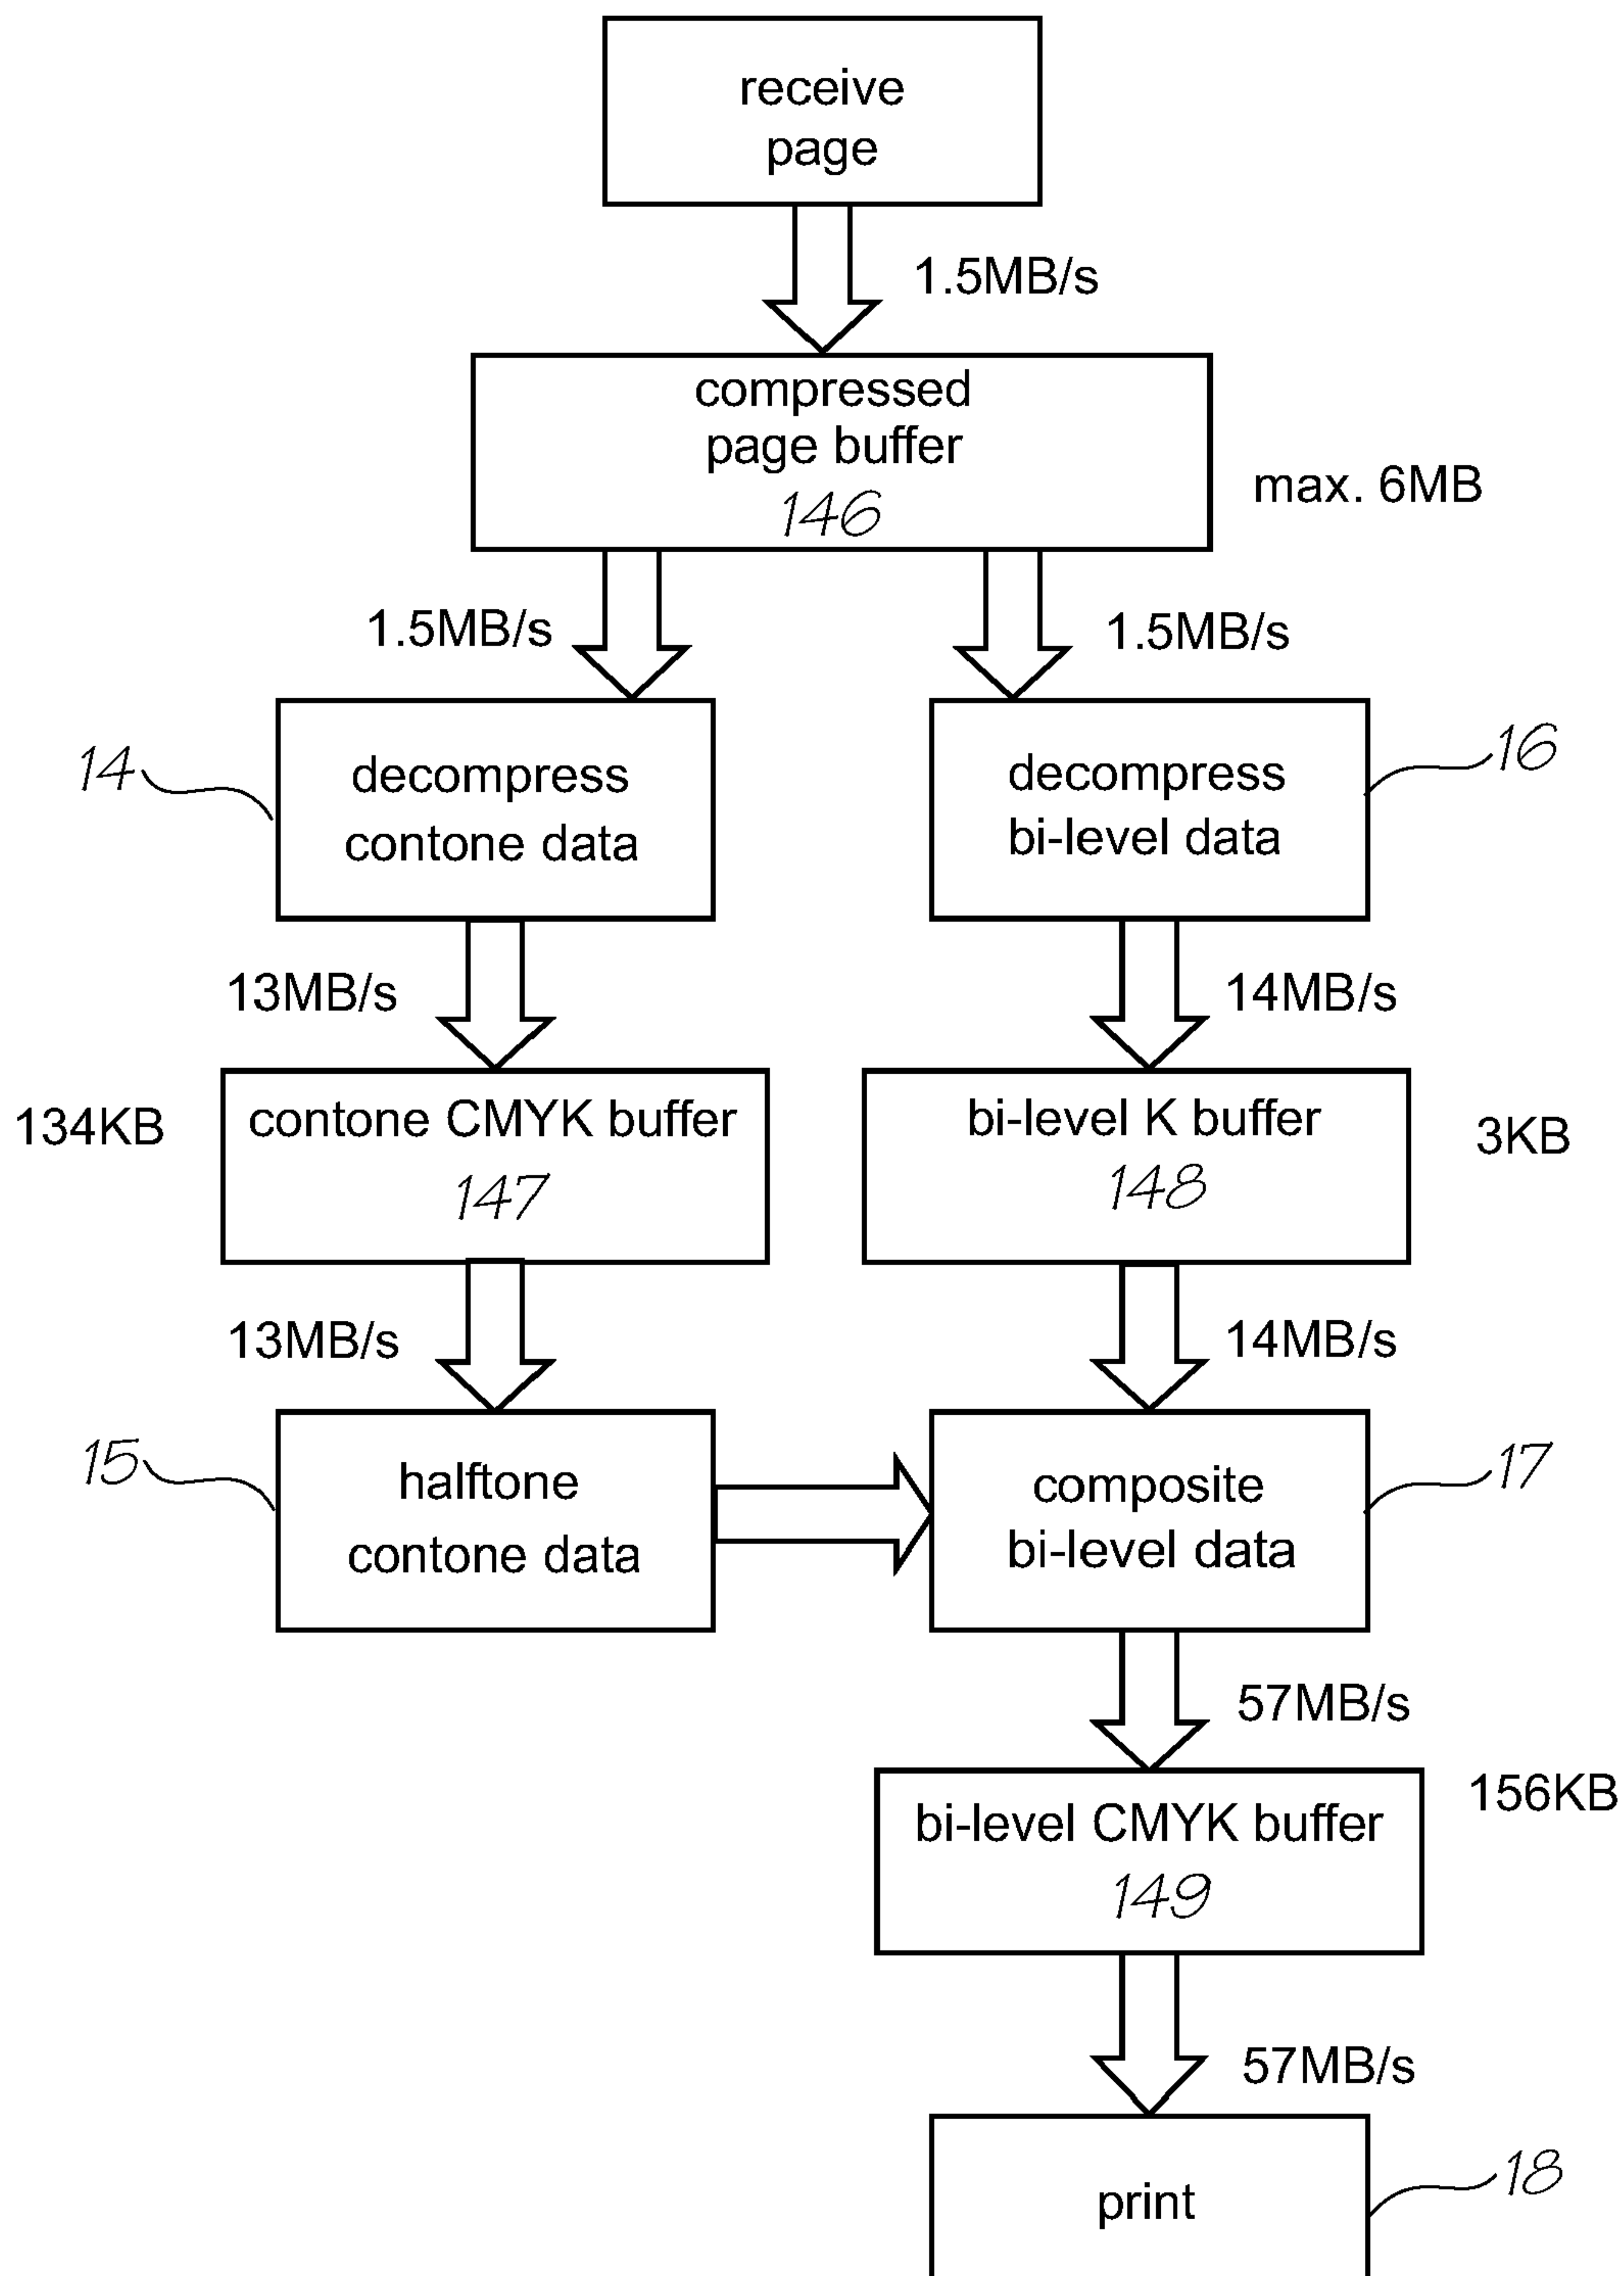 receive
page
1.5MB/s
compressed
page buffer
146
max. 6MB
1.5MB/s
1.5MB/s
14
decompress
contone data
decompress
bi-level data
16
13MB/s
14MB/s
134KB
contone CMYK buffer
147
bi-level K buffer
148
3KB
13MB/s
14MB/s
15
halftone
contone data
composite
bi-level data
17
57MB/s
bi-level CMYK buffer
149
156KB
57MB/s
print
18